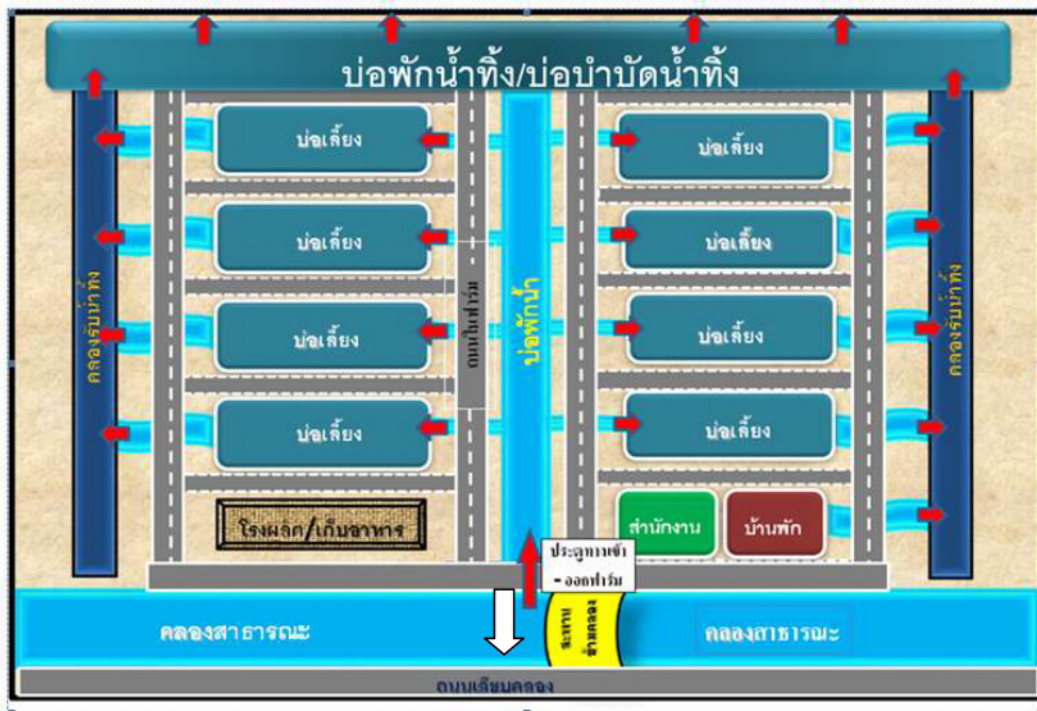 บ่อพักน้ำทิ้ง/บ่อบำบัดน้ำทิ้ง
บ่อเลี้ยง
บ่อเลี้ยง
บ่อเลี้ยง
บ่อเลี้ยง
บ่อเลี้ยง
บ่อเลี้ยง
บ่อเลี้ยง
บ่อเลี้ยง
คลองรับน้ำทิ้ง
ถนนในฟาร์ม
บ่อพักน้ำ
คลองรับน้ำทิ้ง
โรงผลิต/เก็บอาหาร
สำนักงาน
บ้านพัก
ประตูทางเข้า
- ออกฟาร์ม
คลองสาธารณะ
สะพาน
ข้ามคลอง
คลองสาธารณะ
ถนนเลียบคลอง